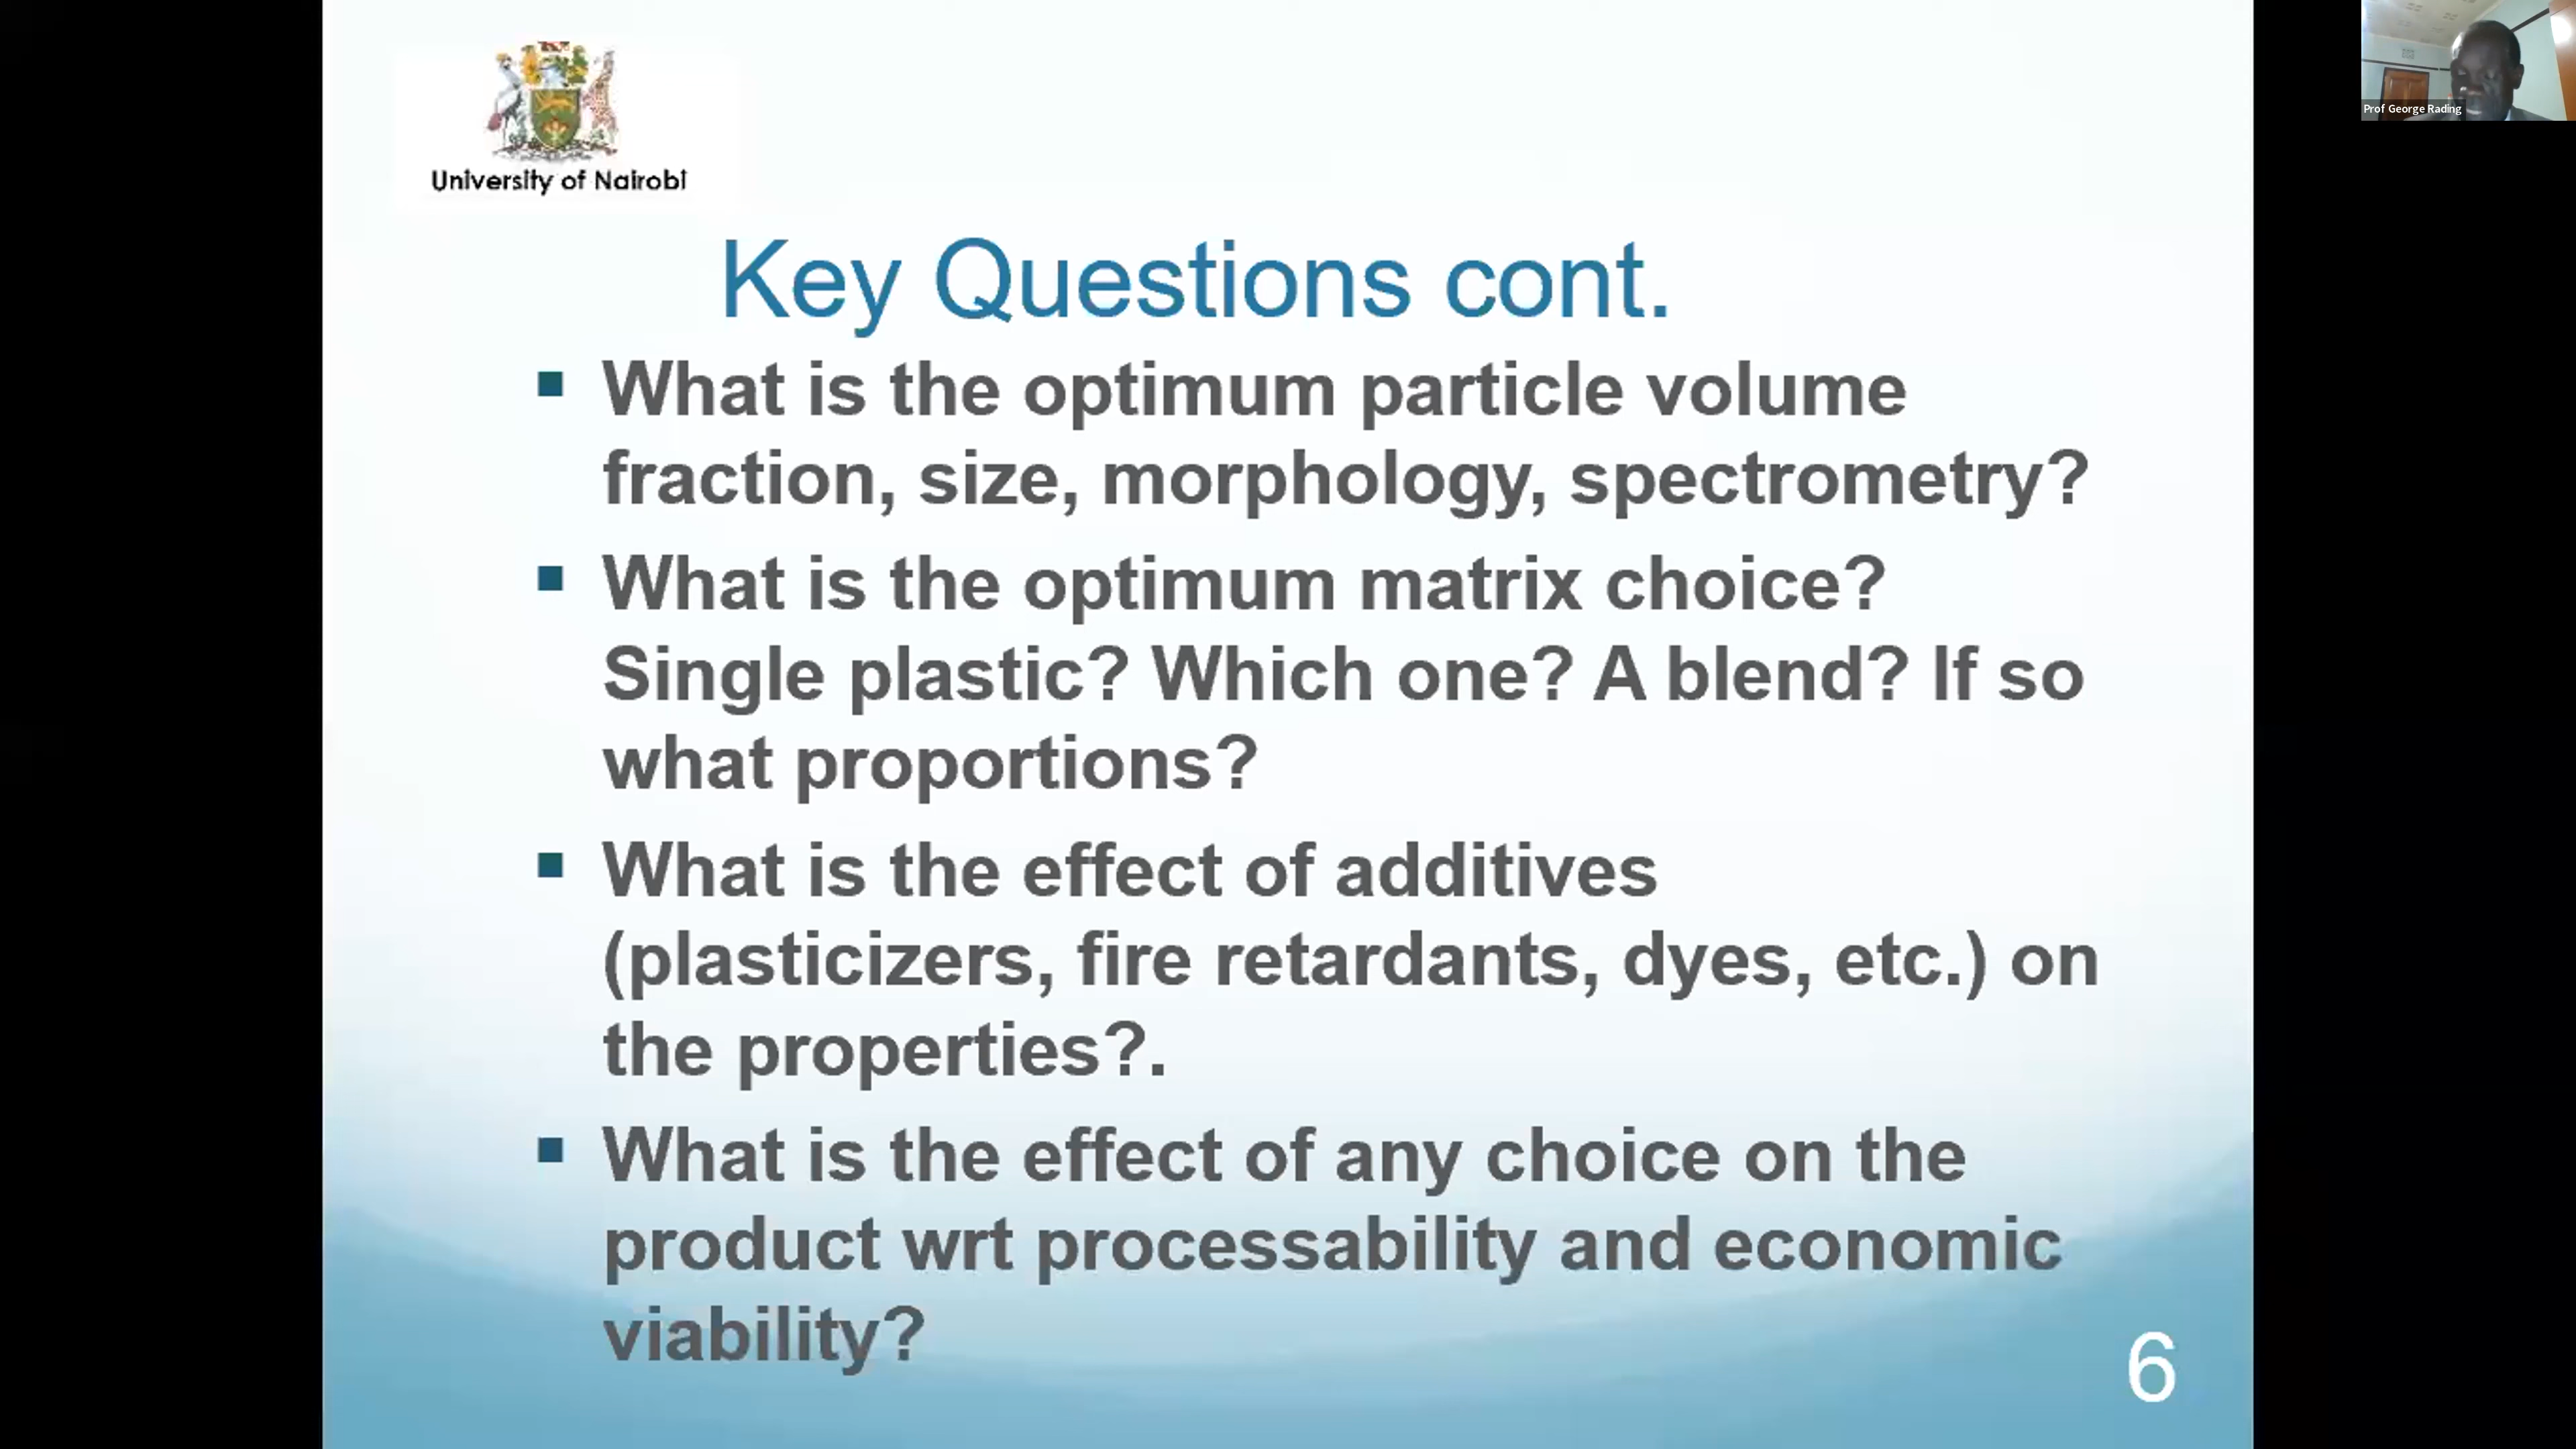 University of Nairobi
Prof George Rading
Key Questions cont.
▪ What is the optimum particle volume
fraction, size, morphology, spectrometry?
▪ What is the optimum matrix choice?
Single plastic? Which one? A blend? If so
what proportions?
▪ What is the effect of additives
(plasticizers, fire retardants, dyes, etc.) on
the properties?.
▪ What is the effect of any choice on the
product wrt processability and economic
viability?
6